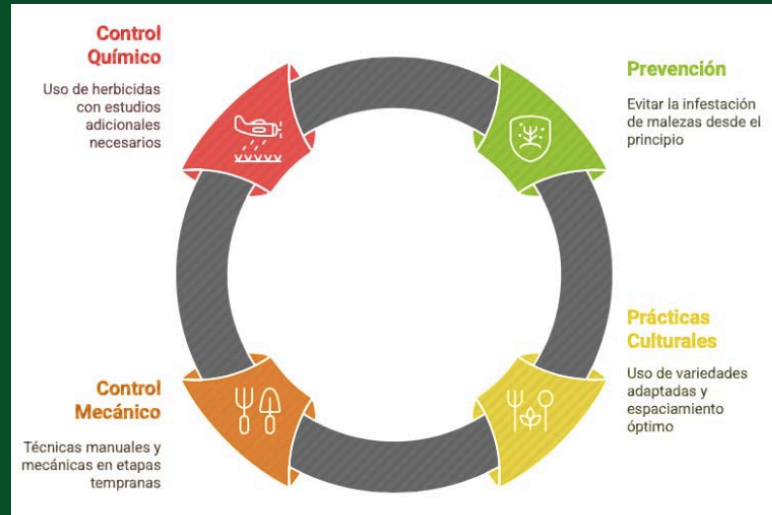 Control
Químico
Uso de herbicidas
con estudios
adicionales
necesarios
Prevención
Evitar la infestación
de malezas desde el
principio
Control
Mecánico
Técnicas manuales y
mecánicas en etapas
tempranas
Prácticas
Culturales
Uso de variedades
adaptadas y
espaciamiento
óptimo